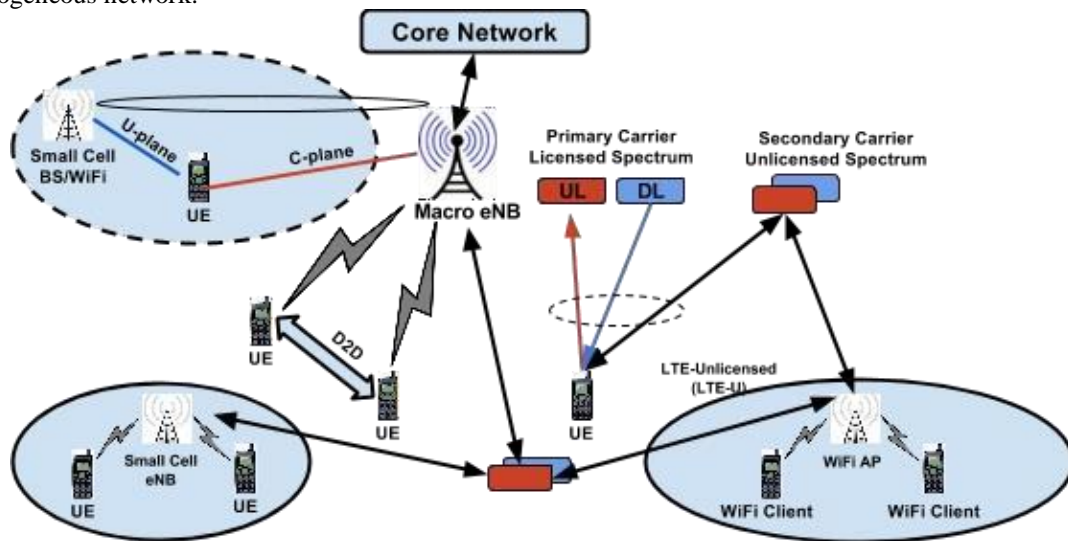 ogeneous network.
Core Network
U-plane
C-plane
Small Cell
BS/WiFi
UE
Macro eNB
Primary Carrier
Licensed Spectrum
UL
DL
Secondary Carrier
Unlicensed Spectrum
UE
D2D
UE
UE
LTE-Unlicensed
(LTE-U)
Small Cell
eNB
UE
UE
WiFi AP
WiFi Client
WiFi Client